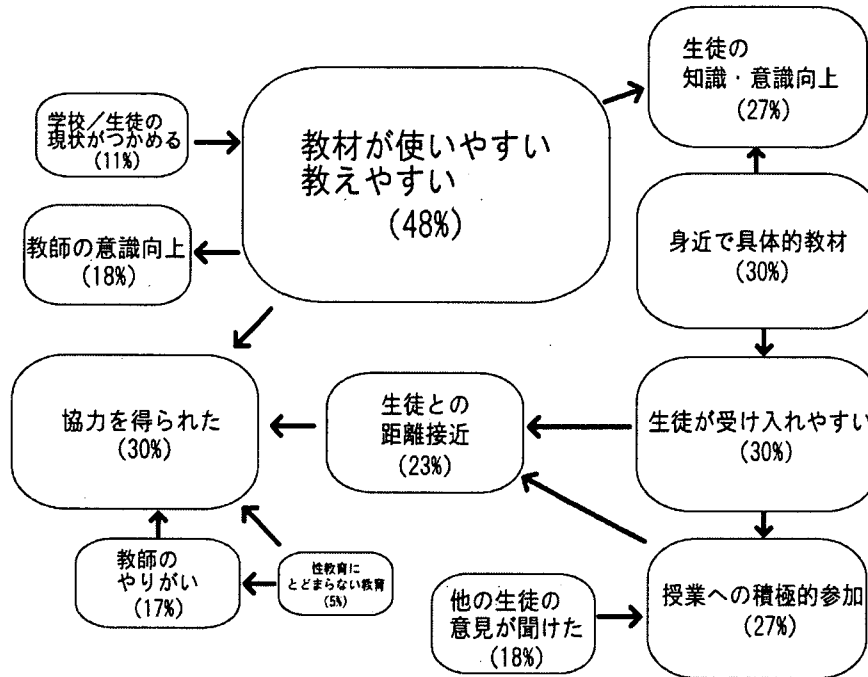 生徒の
知識・意識向上
(27%)
学校／生徒の
現状がつかめる
(11%)
教材が使いやすい
教えやすい
(48%)
身近で具体的教材
(30%)
教師の意識向上
(18%)
協力を得られた
(30%)
生徒との
距離接近
(23%)
生徒が受け入れやすい
(30%)
教師の
やりがい
(17%)
性教育に
とどまらない教育
(5%)
他の生徒の
意見が聞けた
(18%)
授業への積極的参加
(27%)